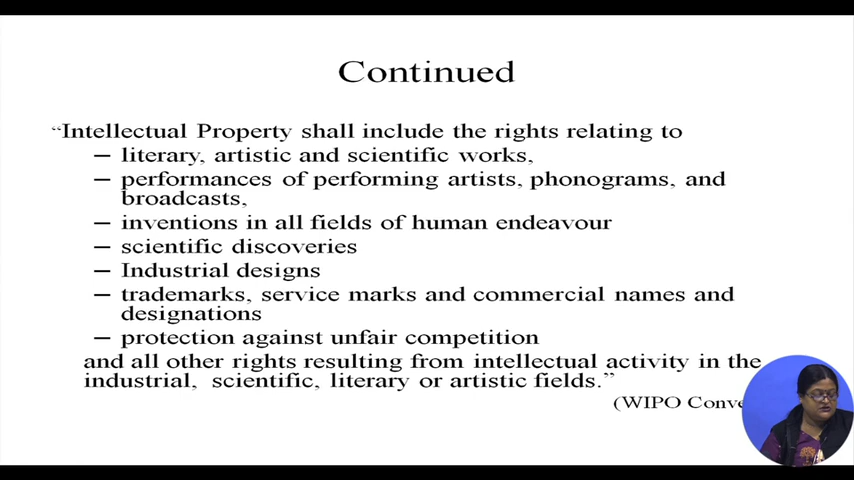 Continued
“Intellectual Property shall include the rights relating to
– literary, artistic and scientific works,
– performances of performing artists, phonograms, and
broadcasts,
– inventions in all fields of human endeavour
– scientific discoveries
– Industrial designs
– trademarks, service marks and commercial names and
designations
– protection against unfair competition
and all other rights resulting from intellectual activity in the
industrial, scientific, literary or artistic fields.”
(WIPO